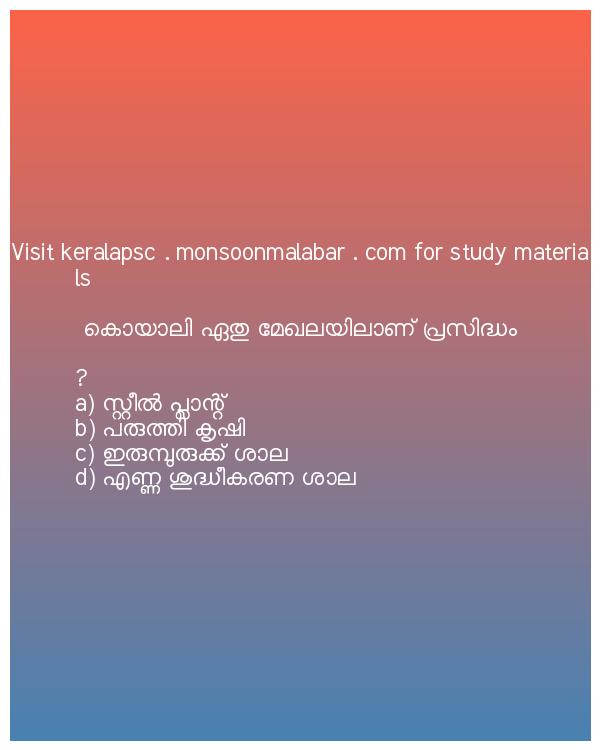 Visit keralapsc . monsoonmalabar . com for study materia
ls
കൊയാലി ഏതു മേഖലയിലാണ് പ്രസിദ്ധം
?
a) സ്റ്റീൽ പ്ലാന്റ്
b) പരുത്തി കൃഷി
c) ഇരുമ്പുരുക്ക് ശാല
d) എണ്ണ ശുദ്ധീകരണ ശാല